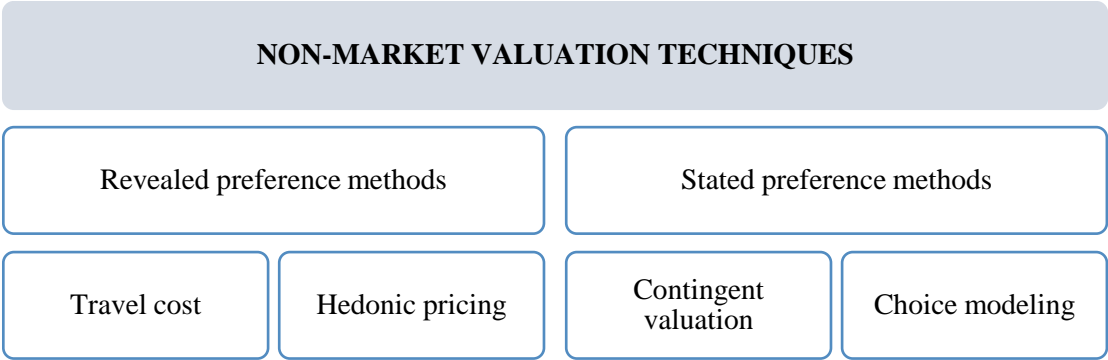 NON-MARKET VALUATION TECHNIQUES
Revealed preference methods
Stated preference methods
Travel cost
Hedonic pricing
Contingent
valuation
Choice modeling